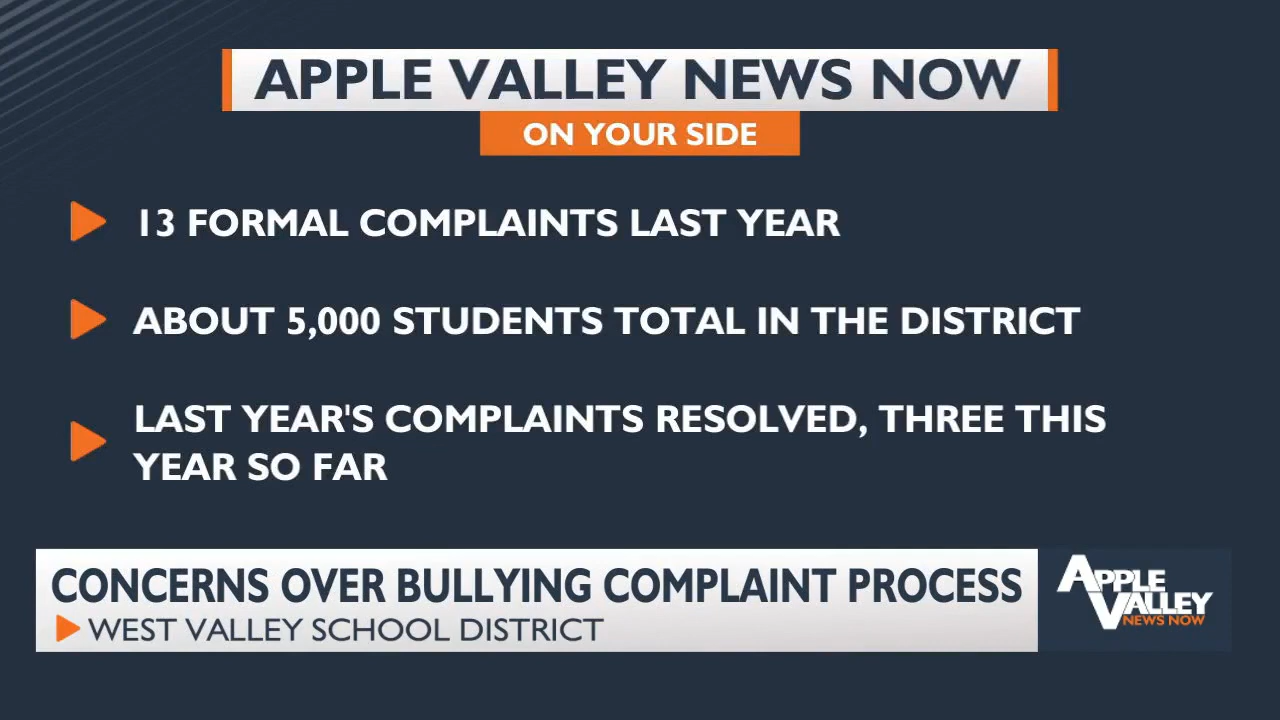 APPLE VALLEY NEWS NOW
ON YOUR SIDE
13 FORMAL COMPLAINTS LAST YEAR
ABOUT 5,000 STUDENTS TOTAL IN THE DISTRICT
LAST YEAR'S COMPLAINTS RESOLVED, THREE THIS
YEAR SO FAR
CONCERNS OVER BULLYING COMPLAINT PROCESS
WEST VALLEY SCHOOL DISTRICT
APPLE
VALLEY
NEWS NOW